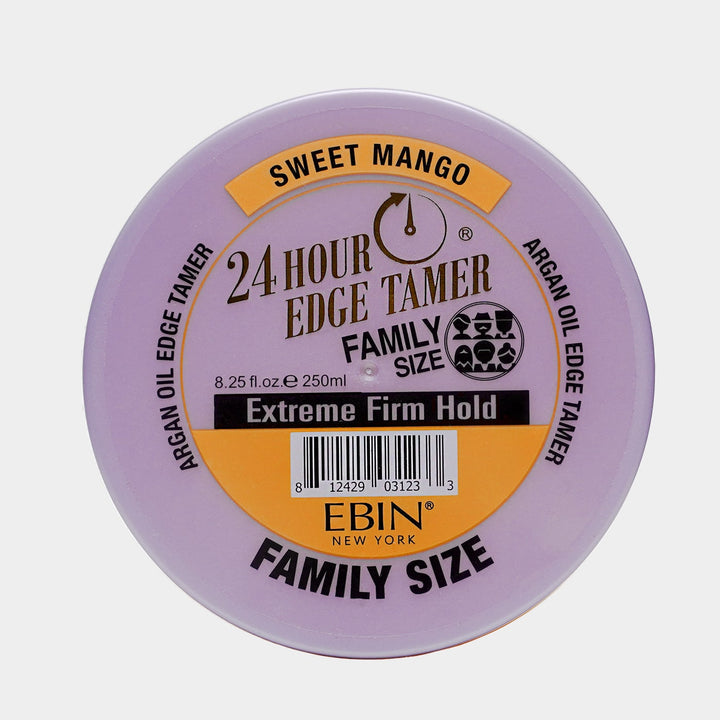 SWEET MANGO
24 HOUR ®
EDGE TAMER
FAMILY
SIZE
8.25 fl.oz.e 250ml
Extreme Firm Hold
8 12429 03123 3
EBIN®
NEW YORK
FAMILY SIZE
ARGAN OIL EDGE TAMER
ARGAN OIL EDGE TAMER